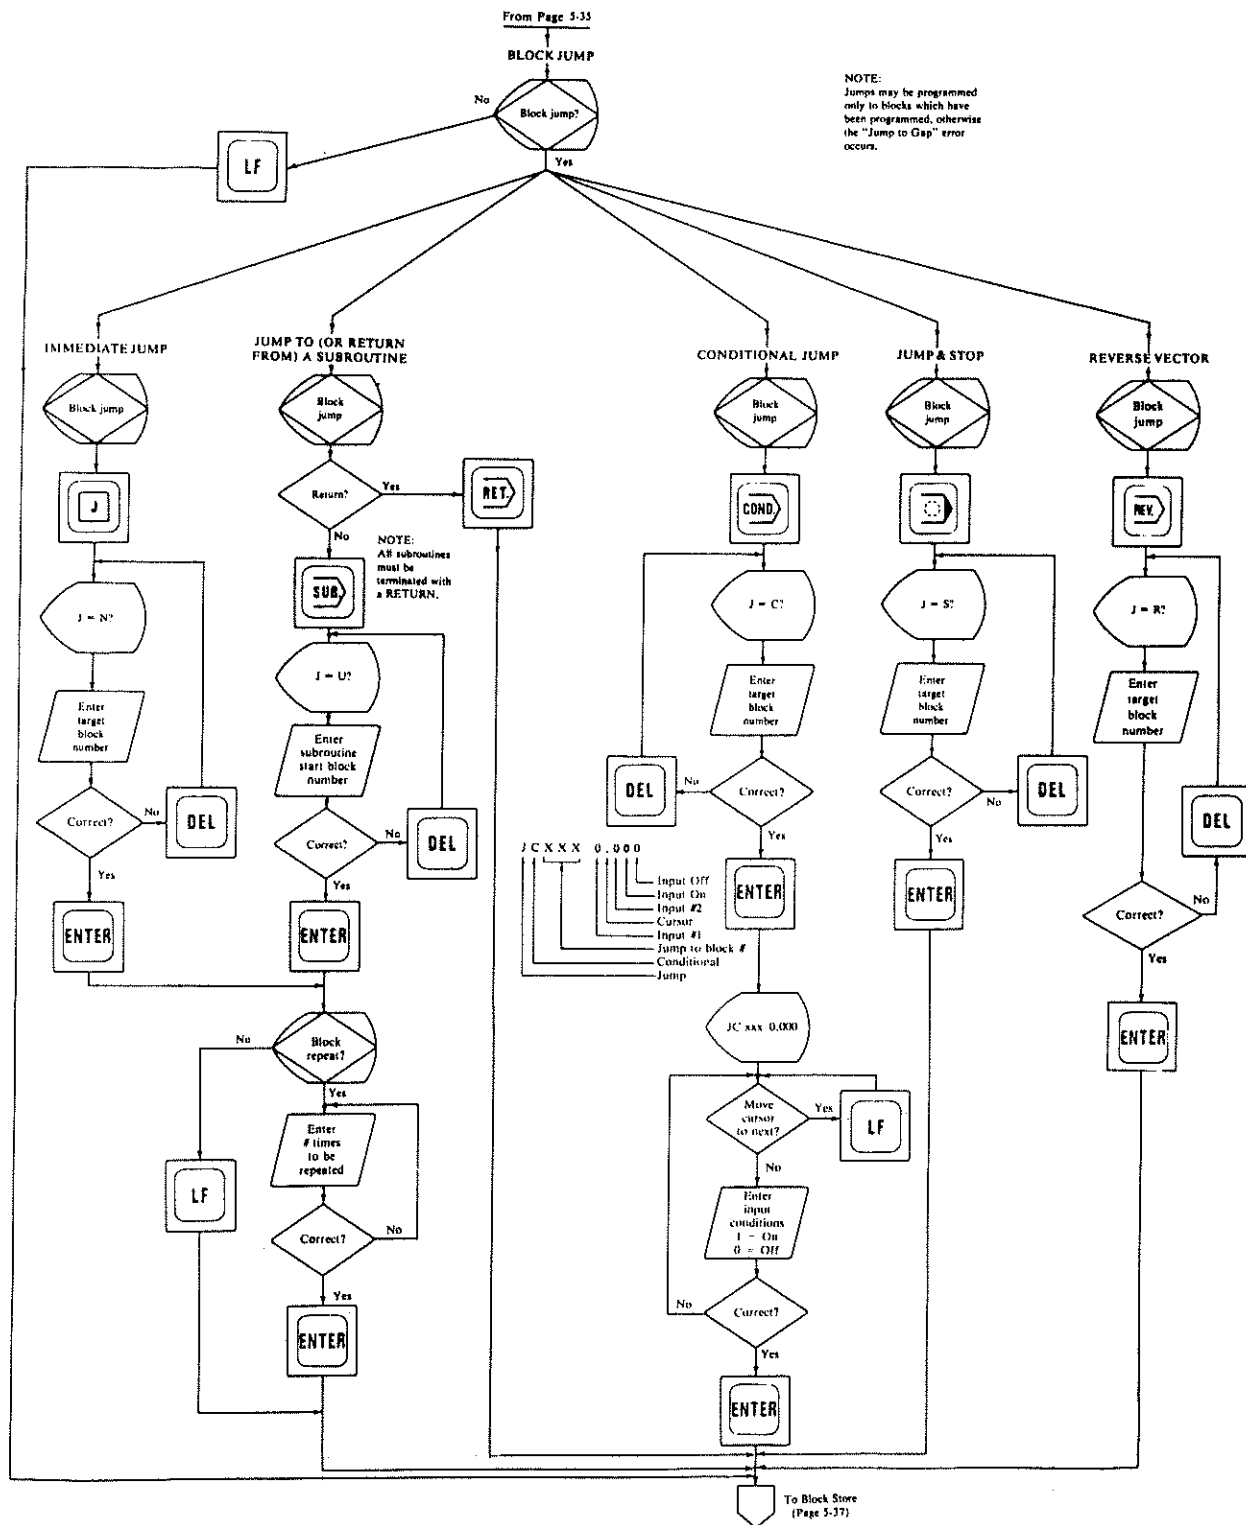 From Page 5-35
BLOCK JUMP
Block jump?
No
Yes
LF
NOTE:
Jumps may be programmed
only to blocks which have
been programmed, otherwise
the "Jump to Gap" error
occurs.
IMMEDIATE JUMP
Block jump
J
J = N?
Enter
target
block
number
Correct?
No
DEL
Yes
ENTER
JUMP TO (OR RETURN
FROM) A SUBROUTINE
Block
jump
Return?
Yes
RET.
No
NOTE:
All subroutines
must be
terminated with
a RETURN.
SUB.
J = U?
Enter
subroutine
start block
number
Correct?
No
DEL
Yes
ENTER
Block
repeat?
No
LF
Yes
Enter
# times
to be
repeated
Correct?
No
Yes
ENTER
CONDITIONAL JUMP
Block
jump
COND.
J = C?
Enter
target
block
number
Correct?
No
DEL
Yes
ENTER
J C X X X 0 . 0 0 0
Input Off
Input On
Input #2
Cursor
Input #1
Jump to block #
Conditional
Jump
JC xxx 0.000
Move
cursor
to next?
Yes
LF
No
Enter
input
conditions
1 = On
0 = Off
Correct?
No
Yes
ENTER
JUMP & STOP
Block
jump
J = S?
Enter
target
block
number
Correct?
No
DEL
Yes
ENTER
REVERSE VECTOR
Block
jump
REV.
J = R?
Enter
target
block
number
DEL
Correct?
No
Yes
ENTER
To Block Store
(Page 5-37)